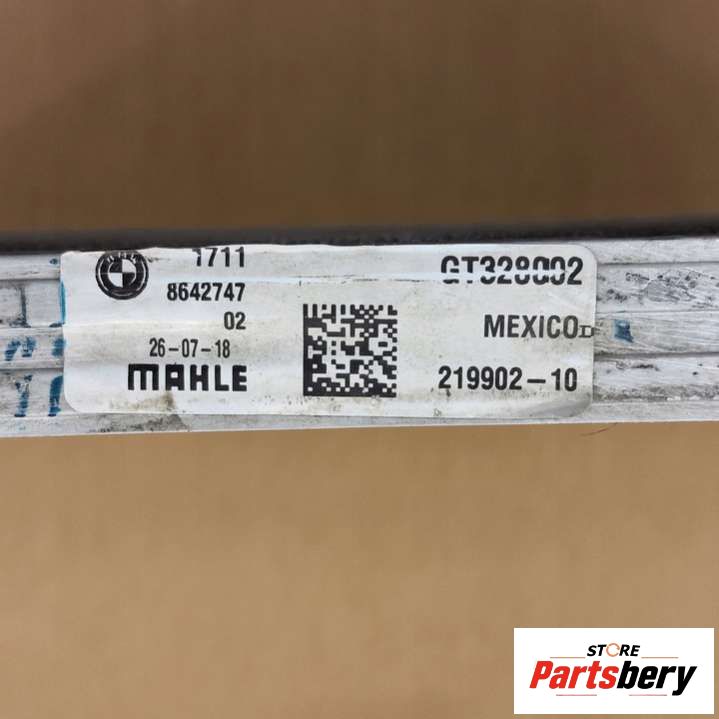 1711
8642747
02
26-07-18
MAHLE
GT328002
MEXICO
219902-10
STORE
Partsbery